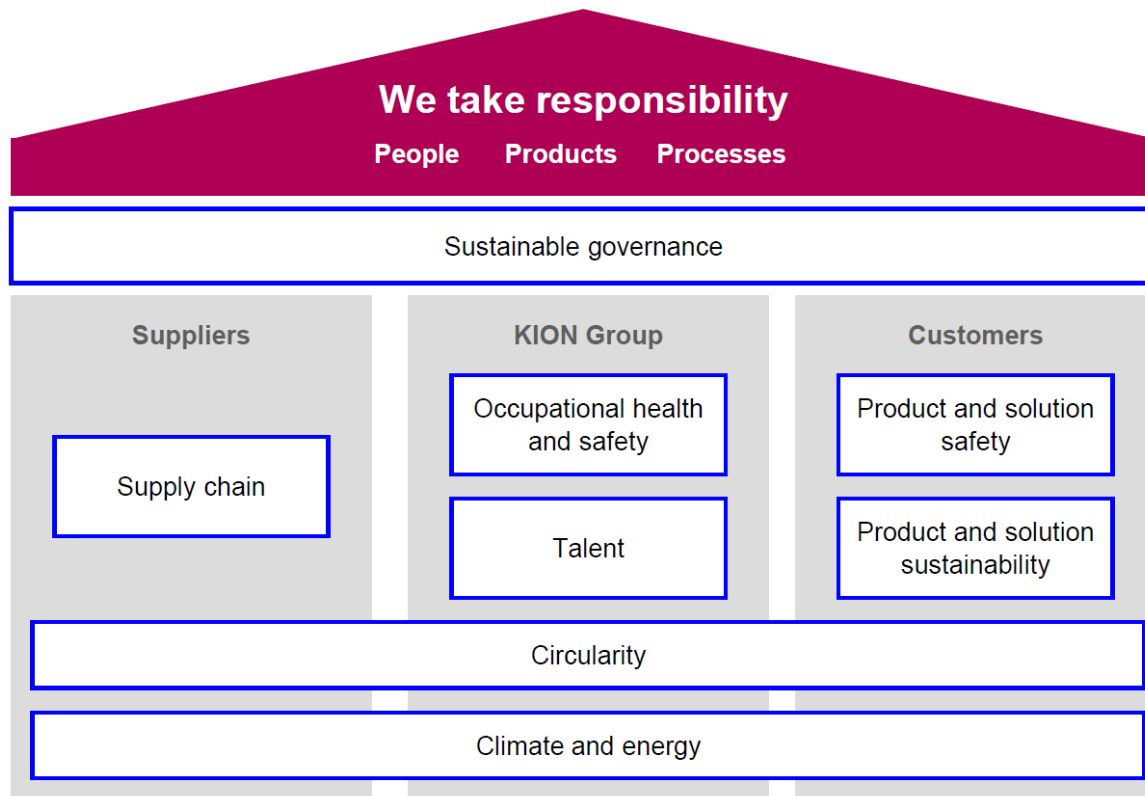 We take responsibility
People Products Processes
Sustainable governance
Suppliers
Supply chain
KION Group
Occupational health
and safety
Talent
Customers
Product and solution
safety
Product and solution
sustainability
Circularity
Climate and energy